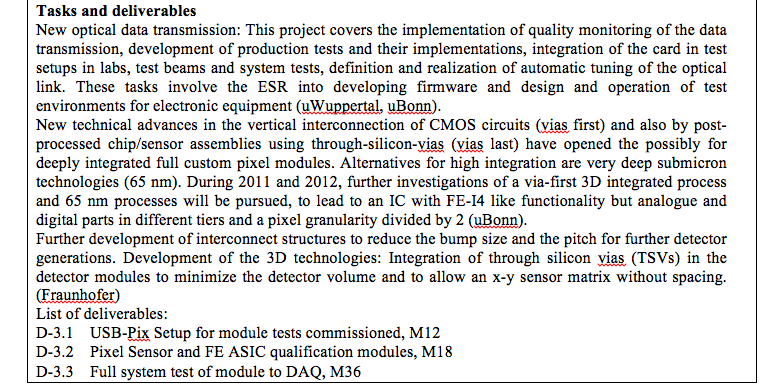 Tasks and deliverables
New optical data transmission: This project covers the implementation of quality monitoring of the data
transmission, development of production tests and their implementations, integration of the card in test
setups in labs, test beams and system tests, definition and realization of automatic tuning of the optical
link. These tasks involve the ESR into developing firmware and design and operation of test
environments for electronic equipment (uWuppertal, uBonn).
New technical advances in the vertical interconnection of CMOS circuits (vias first) and also by post-
processed chip/sensor assemblies using through-silicon-vias (vias last) have opened the possibly for
deeply integrated full custom pixel modules. Alternatives for high integration are very deep submicron
technologies (65 nm). During 2011 and 2012, further investigations of a via-first 3D integrated process
and 65 nm processes will be pursued, to lead to an IC with FE-I4 like functionality but analogue and
digital parts in different tiers and a pixel granularity divided by 2 (uBonn).
Further development of interconnect structures to reduce the bump size and the pitch for further detector
generations. Development of the 3D technologies: Integration of through silicon vias (TSVs) in the
detector modules to minimize the detector volume and to allow an x-y sensor matrix without spacing.
(Fraunhofer)
List of deliverables:
D-3.1 USB-Pix Setup for module tests commissioned, M12
D-3.2 Pixel Sensor and FE ASIC qualification modules, M18
D-3.3 Full system test of module to DAQ, M36